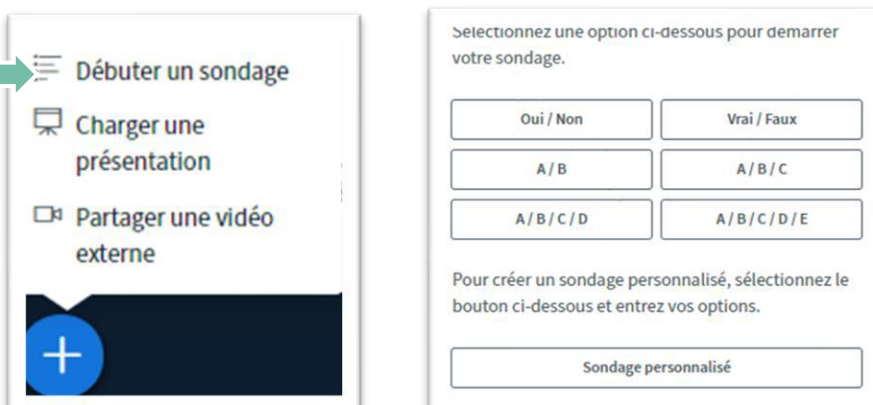 Débuter un sondage
Charger une
présentation
Partager une vidéo
externe
Sélectionnez une option ci-dessous pour démarrer
votre sondage.
Oui / Non
Vrai / Faux
A / B
A / B / C
A / B / C / D
A / B / C / D / E
Pour créer un sondage personnalisé, sélectionnez le
bouton ci-dessous et entrez vos options.
Sondage personnalisé